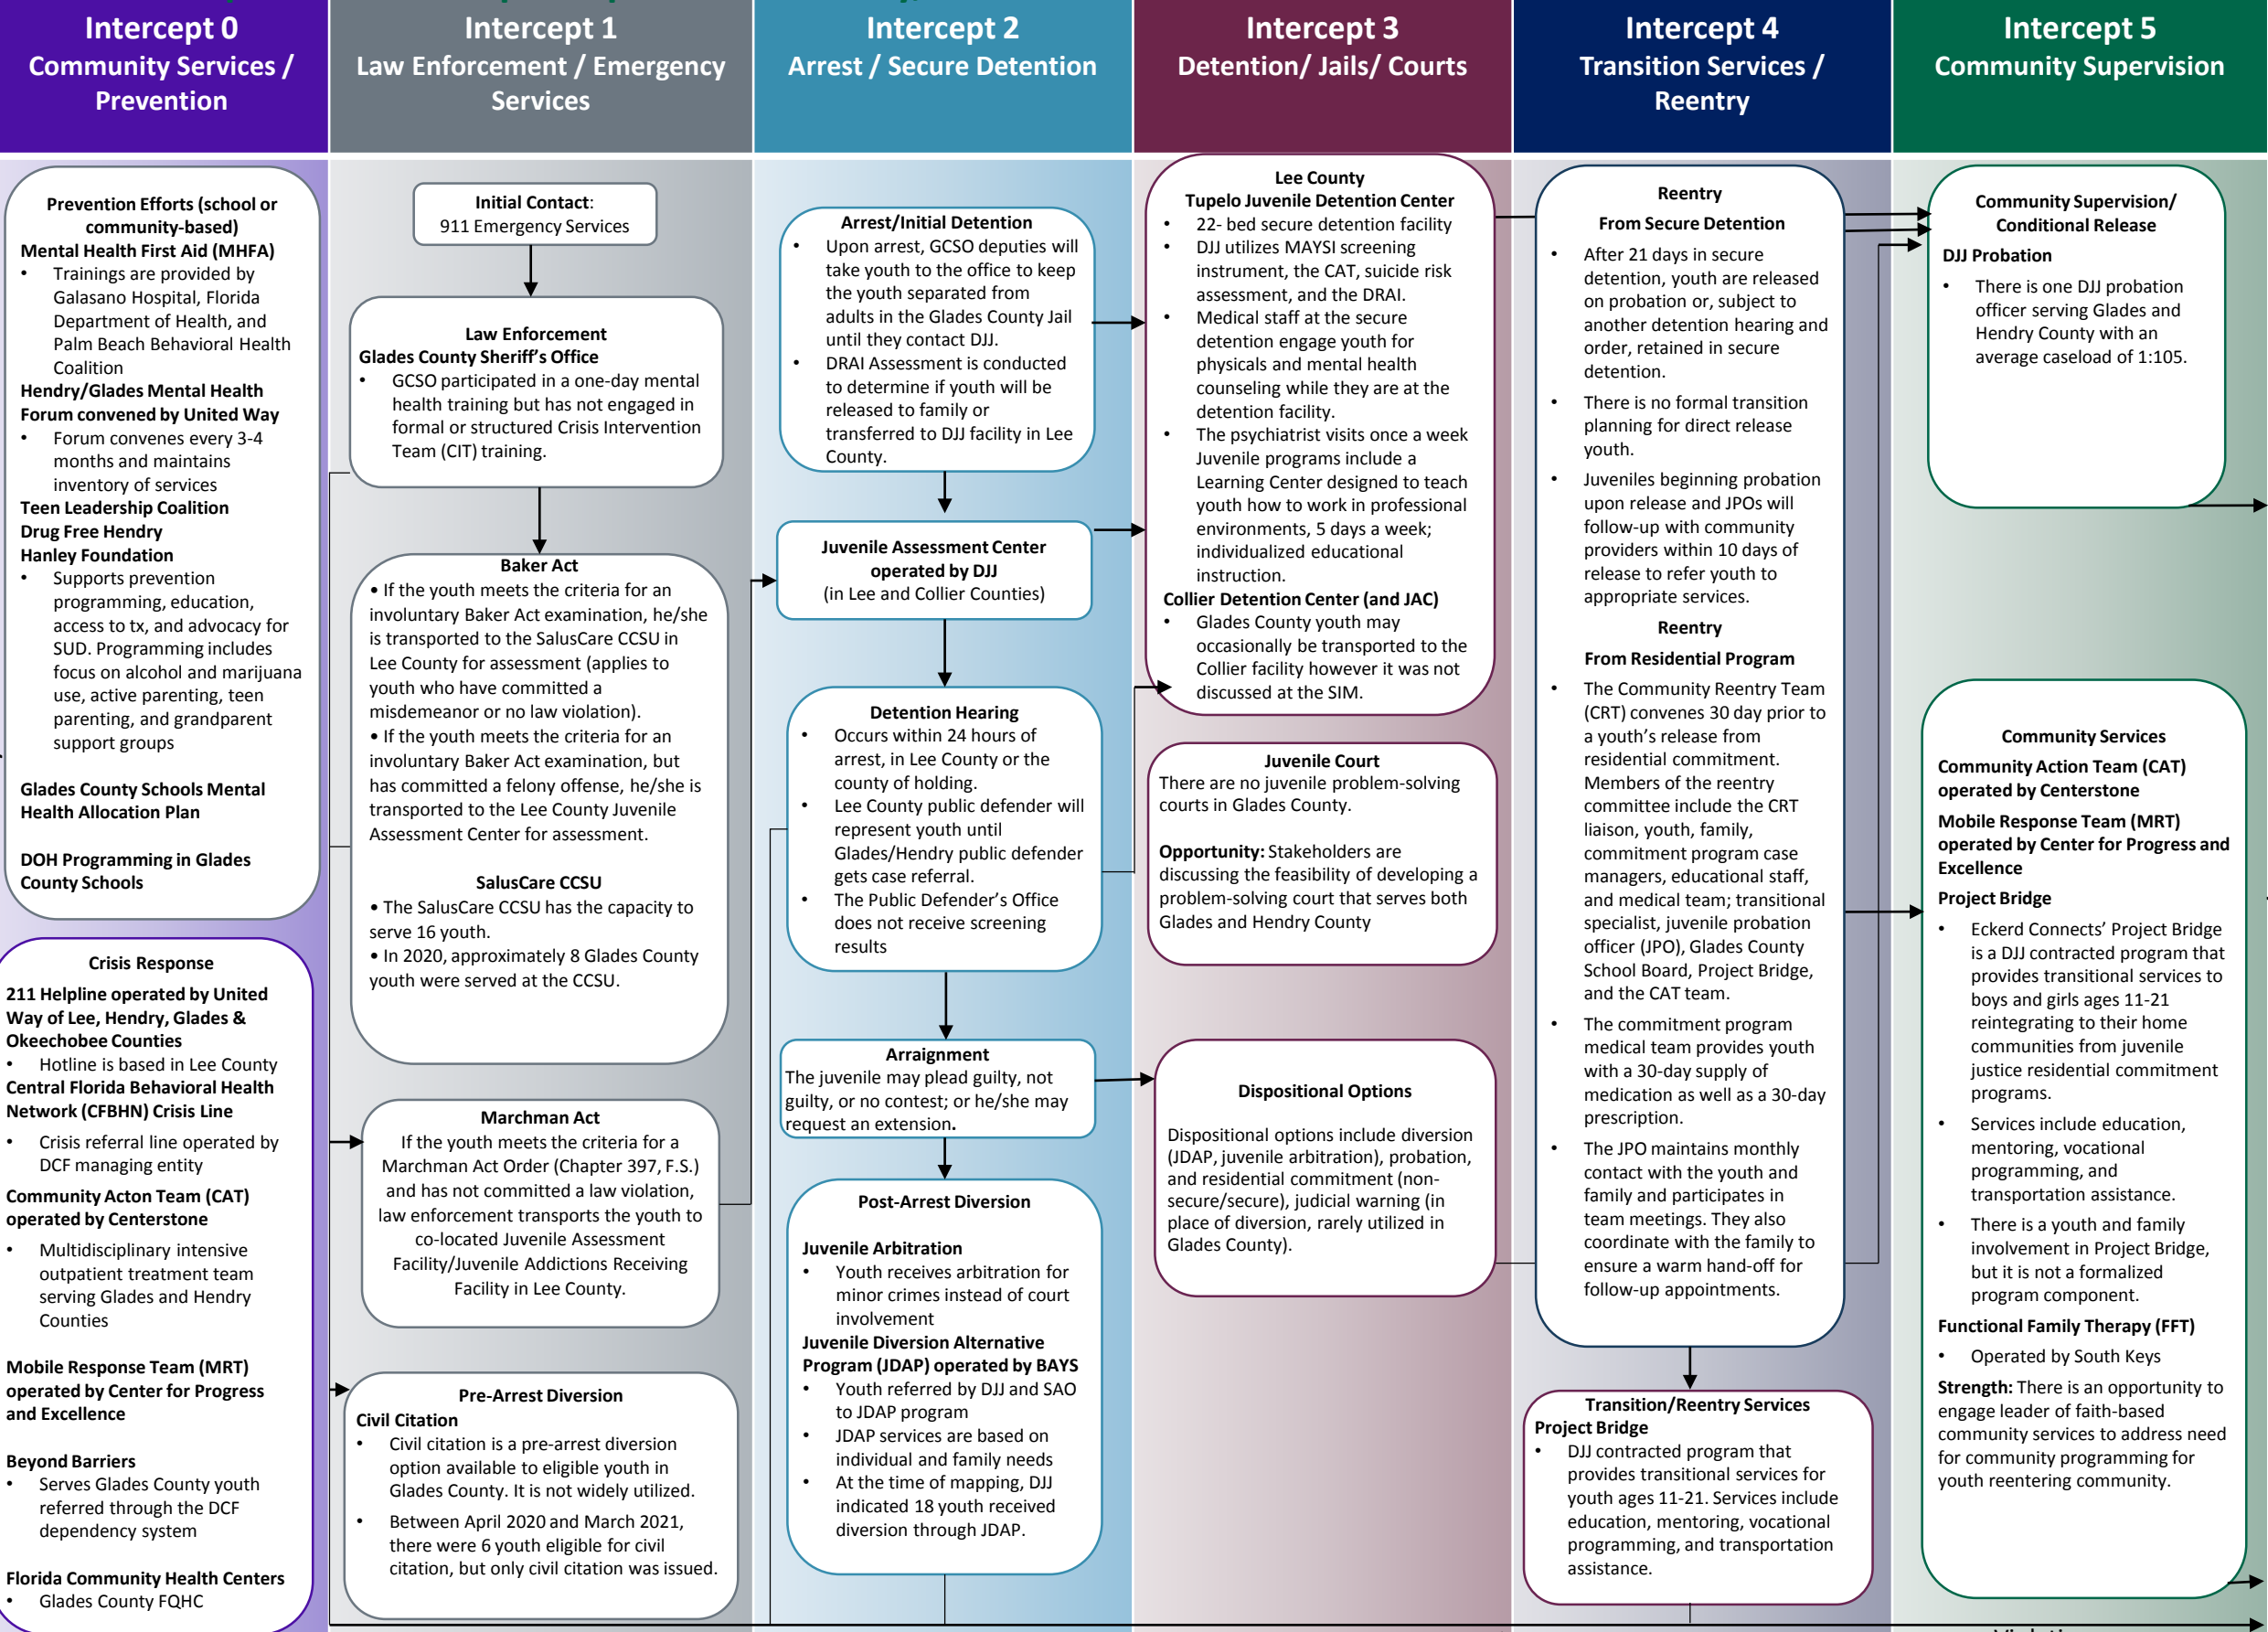 Intercept 0
Community Services /
Prevention
Intercept 1
Law Enforcement / Emergency
Services
Intercept 2
Arrest / Secure Detention
Intercept 3
Detention/ Jails/ Courts
Intercept 4
Transition Services /
Reentry
Intercept 5
Community Supervision
Prevention Efforts (school or
community-based)
Mental Health First Aid (MHFA)
• Trainings are provided by
Galasano Hospital, Florida
Department of Health, and
Palm Beach Behavioral Health
Coalition
Hendry/Glades Mental Health
Forum convened by United Way
• Forum convenes every 3-4
months and maintains
inventory of services
Teen Leadership Coalition
Drug Free Hendry
Hanley Foundation
• Supports prevention
programming, education,
access to tx, and advocacy for
SUD. Programming includes
focus on alcohol and marijuana
use, active parenting, teen
parenting, and grandparent
support groups
Glades County Schools Mental
Health Allocation Plan
DOH Programming in Glades
County Schools
Crisis Response
211 Helpline operated by United
Way of Lee, Hendry, Glades &
Okeechobee Counties
• Hotline is based in Lee County
Central Florida Behavioral Health
Network (CFBHN) Crisis Line
• Crisis referral line operated by
DCF managing entity
Community Acton Team (CAT)
operated by Centerstone
• Multidisciplinary intensive
outpatient treatment team
serving Glades and Hendry
Counties
Mobile Response Team (MRT)
operated by Center for Progress
and Excellence
Beyond Barriers
• Serves Glades County youth
referred through the DCF
dependency system
Florida Community Health Centers
• Glades County FQHC
Initial Contact:
911 Emergency Services
Law Enforcement
Glades County Sheriff's Office
• GCSO participated in a one-day mental
health training but has not engaged in
formal or structured Crisis Intervention
Team (CIT) training.
Baker Act
• If the youth meets the criteria for an
involuntary Baker Act examination, he/she
is transported to the SalusCare CCSU in
Lee County for assessment (applies to
youth who have committed a
misdemeanor or no law violation).
• If the youth meets the criteria for an
involuntary Baker Act examination, but
has committed a felony offense, he/she is
transported to the Lee County Juvenile
Assessment Center for assessment.
SalusCare CCSU
• The SalusCare CCSU has the capacity to
serve 16 youth.
• In 2020, approximately 8 Glades County
youth were served at the CCSU.
Marchman Act
If the youth meets the criteria for a
Marchman Act Order (Chapter 397, F.S.)
and has not committed a law violation,
law enforcement transports the youth to
co-located Juvenile Assessment
Facility/Juvenile Addictions Receiving
Facility in Lee County.
Pre-Arrest Diversion
Civil Citation
• Civil citation is a pre-arrest diversion
option available to eligible youth in
Glades County. It is not widely utilized.
• Between April 2020 and March 2021,
there were 6 youth eligible for civil
citation, but only civil citation was issued.
Arrest/Initial Detention
• Upon arrest, GCSO deputies will
take youth to the office to keep
the youth separated from
adults in the Glades County Jail
until they contact DJJ.
• DRAI Assessment is conducted
to determine if youth will be
released to family or
transferred to DJJ facility in Lee
County.
Juvenile Assessment Center
operated by DJJ
(in Lee and Collier Counties)
Detention Hearing
• Occurs within 24 hours of
arrest, in Lee County or the
county of holding.
• Lee County public defender will
represent youth until
Glades/Hendry public defender
gets case referral.
• The Public Defender's Office
does not receive screening
results
Arraignment
The juvenile may plead guilty, not
guilty, or no contest; or he/she may
request an extension.
Post-Arrest Diversion
Juvenile Arbitration
• Youth receives arbitration for
minor crimes instead of court
involvement
Juvenile Diversion Alternative
Program (JDAP) operated by BAYS
• Youth referred by DJJ and SAO
to JDAP program
• JDAP services are based on
individual and family needs
• At the time of mapping, DJJ
indicated 18 youth received
diversion through JDAP.
Lee County
Tupelo Juvenile Detention Center
• 22- bed secure detention facility
• DJJ utilizes MAYSI screening
instrument, the CAT, suicide risk
assessment, and the DRAI.
• Medical staff at the secure
detention engage youth for
physicals and mental health
counseling while they are at the
detention facility.
• The psychiatrist visits once a week
Juvenile programs include a
Learning Center designed to teach
youth how to work in professional
environments, 5 days a week;
individualized educational
instruction.
Collier Detention Center (and JAC)
• Glades County youth may
occasionally be transported to the
Collier facility however it was not
discussed at the SIM.
Juvenile Court
There are no juvenile problem-solving
courts in Glades County.
Opportunity: Stakeholders are
discussing the feasibility of developing a
problem-solving court that serves both
Glades and Hendry County
Dispositional Options
Dispositional options include diversion
(JDAP, juvenile arbitration), probation,
and residential commitment (non-
secure/secure), judicial warning (in
place of diversion, rarely utilized in
Glades County).
Reentry
From Secure Detention
• After 21 days in secure
detention, youth are released
on probation or, subject to
another detention hearing and
order, retained in secure
detention.
• There is no formal transition
planning for direct release
youth.
• Juveniles beginning probation
upon release and JPOs will
follow-up with community
providers within 10 days of
release to refer youth to
appropriate services.
Reentry
From Residential Program
• The Community Reentry Team
(CRT) convenes 30 day prior to
a youth's release from
residential commitment.
Members of the reentry
committee include the CRT
liaison, youth, family,
commitment program case
managers, educational staff,
and medical team; transitional
specialist, juvenile probation
officer (JPO), Glades County
School Board, Project Bridge,
and the CAT team.
• The commitment program
medical team provides youth
with a 30-day supply of
medication as well as a 30-day
prescription.
• The JPO maintains monthly
contact with the youth and
family and participates in
team meetings. They also
coordinate with the family to
ensure a warm hand-off for
follow-up appointments.
Transition/Reentry Services
Project Bridge
• DJJ contracted program that
provides transitional services for
youth ages 11-21. Services include
education, mentoring, vocational
programming, and transportation
assistance.
Community Supervision/
Conditional Release
DJJ Probation
• There is one DJJ probation
officer serving Glades and
Hendry County with an
average caseload of 1:105.
Community Services
Community Action Team (CAT)
operated by Centerstone
Mobile Response Team (MRT)
operated by Center for Progress and
Excellence
Project Bridge
• Eckerd Connects' Project Bridge
is a DJJ contracted program that
provides transitional services to
boys and girls ages 11-21
reintegrating to their home
communities from juvenile
justice residential commitment
programs.
• Services include education,
mentoring, vocational
programming, and
transportation assistance.
• There is a youth and family
involvement in Project Bridge,
but it is not a formalized
program component.
Functional Family Therapy (FFT)
• Operated by South Keys
Strength: There is an opportunity to
engage leader of faith-based
community services to address need
for community programming for
youth reentering community.